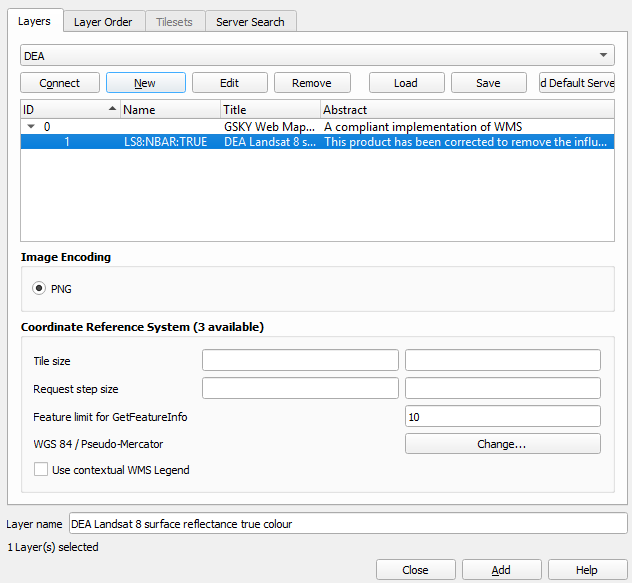 Layers Layer Order Tilesets Server Search
DEA
Connect New Edit Remove Load Save d Default Serve
ID Name Title Abstract
0 GSKY Web Map... A compliant implementation of WMS
1 LS8:NBAR:TRUE DEA Landsat 8 s... This product has been corrected to remove the influ...
Image Encoding
PNG
Coordinate Reference System (3 available)
Tile size
Request step size
Feature limit for GetFeatureInfo 10
WGS 84 / Pseudo-Mercator Change...
Use contextual WMS Legend
Layer name DEA Landsat 8 surface reflectance true colour
1 Layer(s) selected
Close Add Help